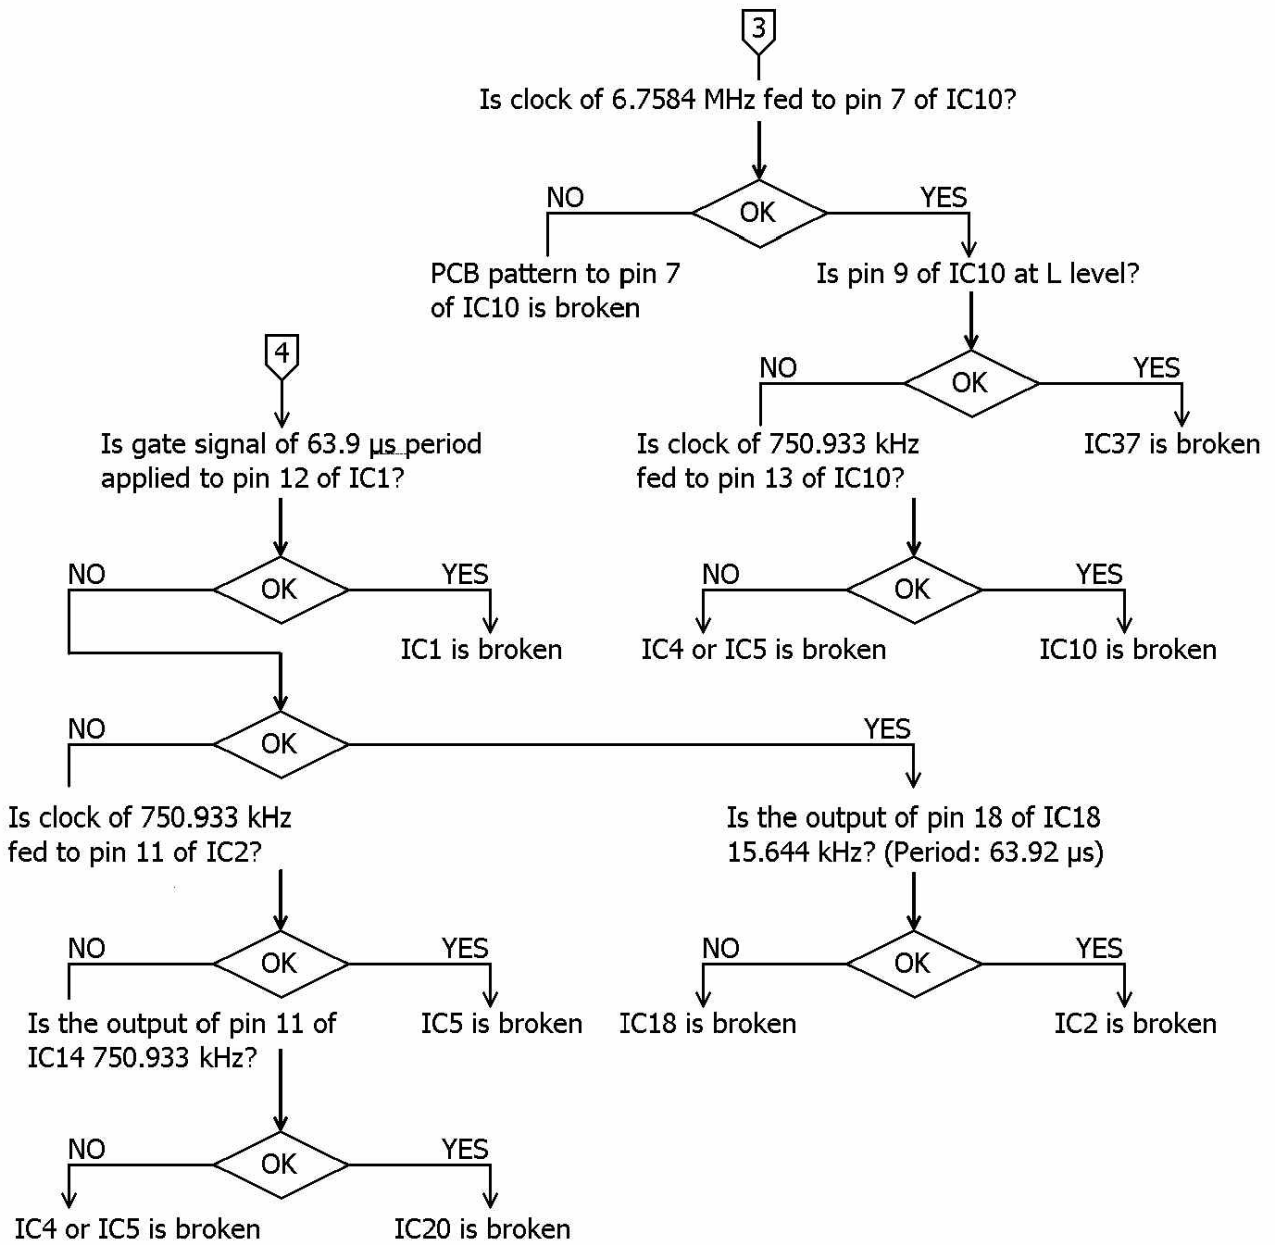 3
Is clock of 6.7584 MHz fed to pin 7 of IC10?
NO
OK
YES
PCB pattern to pin 7
of IC10 is broken
Is pin 9 of IC10 at L level?
NO
OK
YES
Is clock of 750.933 kHz
fed to pin 13 of IC10?
IC37 is broken
NO
OK
YES
IC4 or IC5 is broken
IC10 is broken
4
Is gate signal of 63.9 µs period
applied to pin 12 of IC1?
NO
OK
YES
IC1 is broken
NO
OK
YES
Is clock of 750.933 kHz
fed to pin 11 of IC2?
Is the output of pin 18 of IC18
15.644 kHz? (Period: 63.92 µs)
NO
OK
YES
Is the output of pin 11 of
IC14 750.933 kHz?
IC5 is broken
NO
OK
YES
IC18 is broken
IC2 is broken
NO
OK
YES
IC4 or IC5 is broken
IC20 is broken